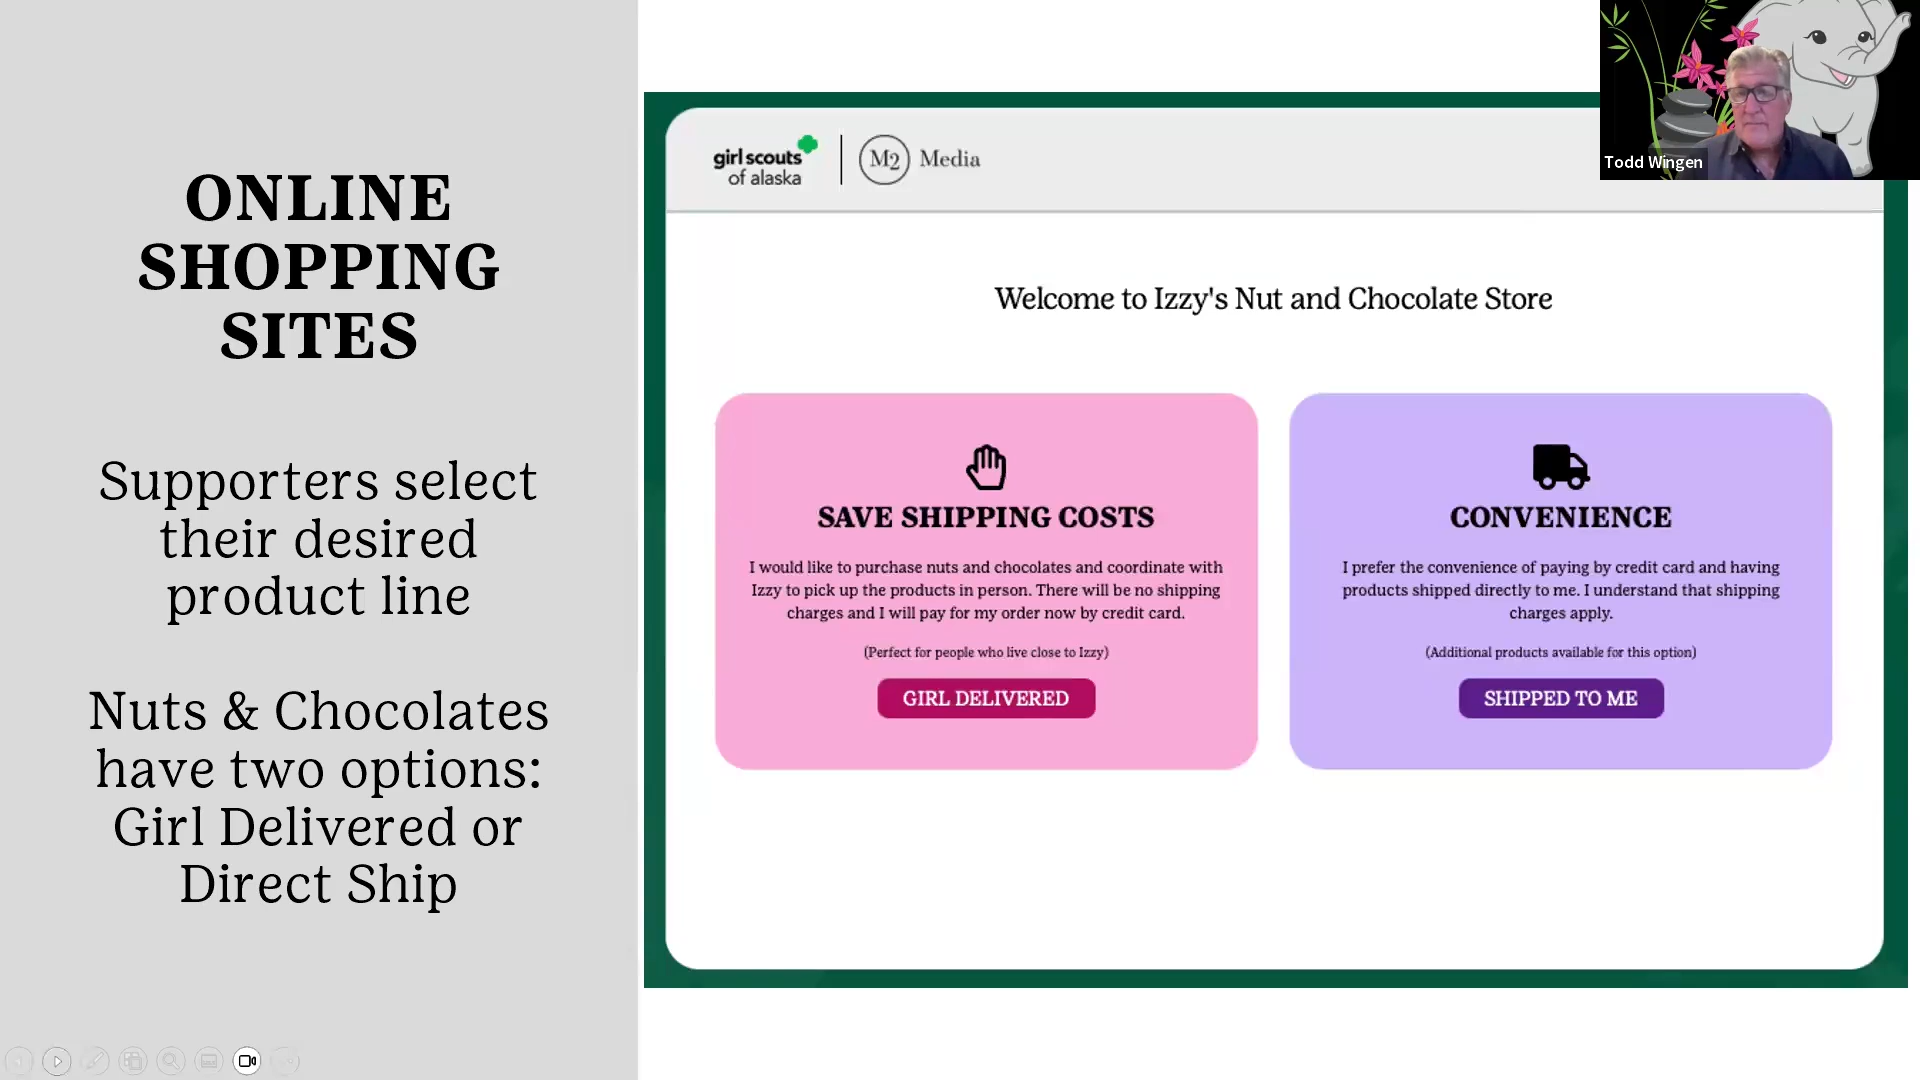 ONLINE
SHOPPING
SITES
Supporters select
their desired
product line
Nuts & Chocolates
have two options:
Girl Delivered or
Direct Ship
girl scouts
of alaska
M2 Media
Welcome to Izzy's Nut and Chocolate Store
SAVE SHIPPING COSTS
I would like to purchase nuts and chocolates and coordinate with
Izzy to pick up the products in person. There will be no shipping
charges and I will pay for my order now by credit card.
(Perfect for people who live close to Izzy)
GIRL DELIVERED
CONVENIENCE
I prefer the convenience of paying by credit card and having
products shipped directly to me. I understand that shipping
charges apply.
(Additional products available for this option)
SHIPPED TO ME
Todd Wingen